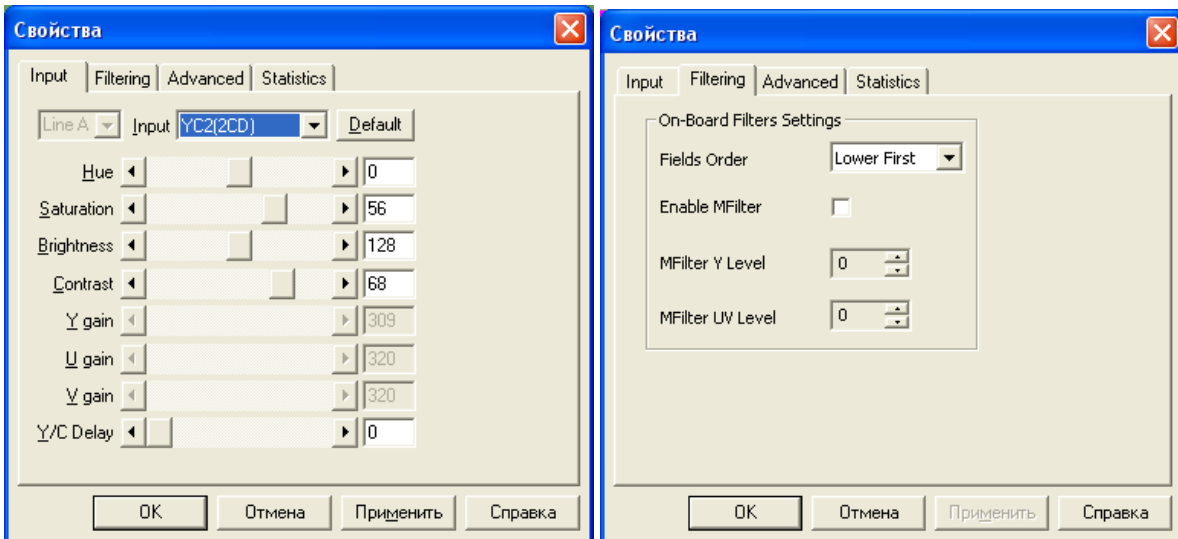 Свойства
Input Filtering Advanced Statistics
Line A Input YC2(2CD) Default
Hue 0
Saturation 56
Brightness 128
Contrast 68
Y gain 309
U gain 320
V gain 320
Y/C Delay 0
OK Отмена Применить Справка
Свойства
Input Filtering Advanced Statistics
On-Board Filters Settings
Fields Order Lower First
Enable MFilter
MFilter Y Level 0
MFilter UV Level 0
OK Отмена Применить Справка